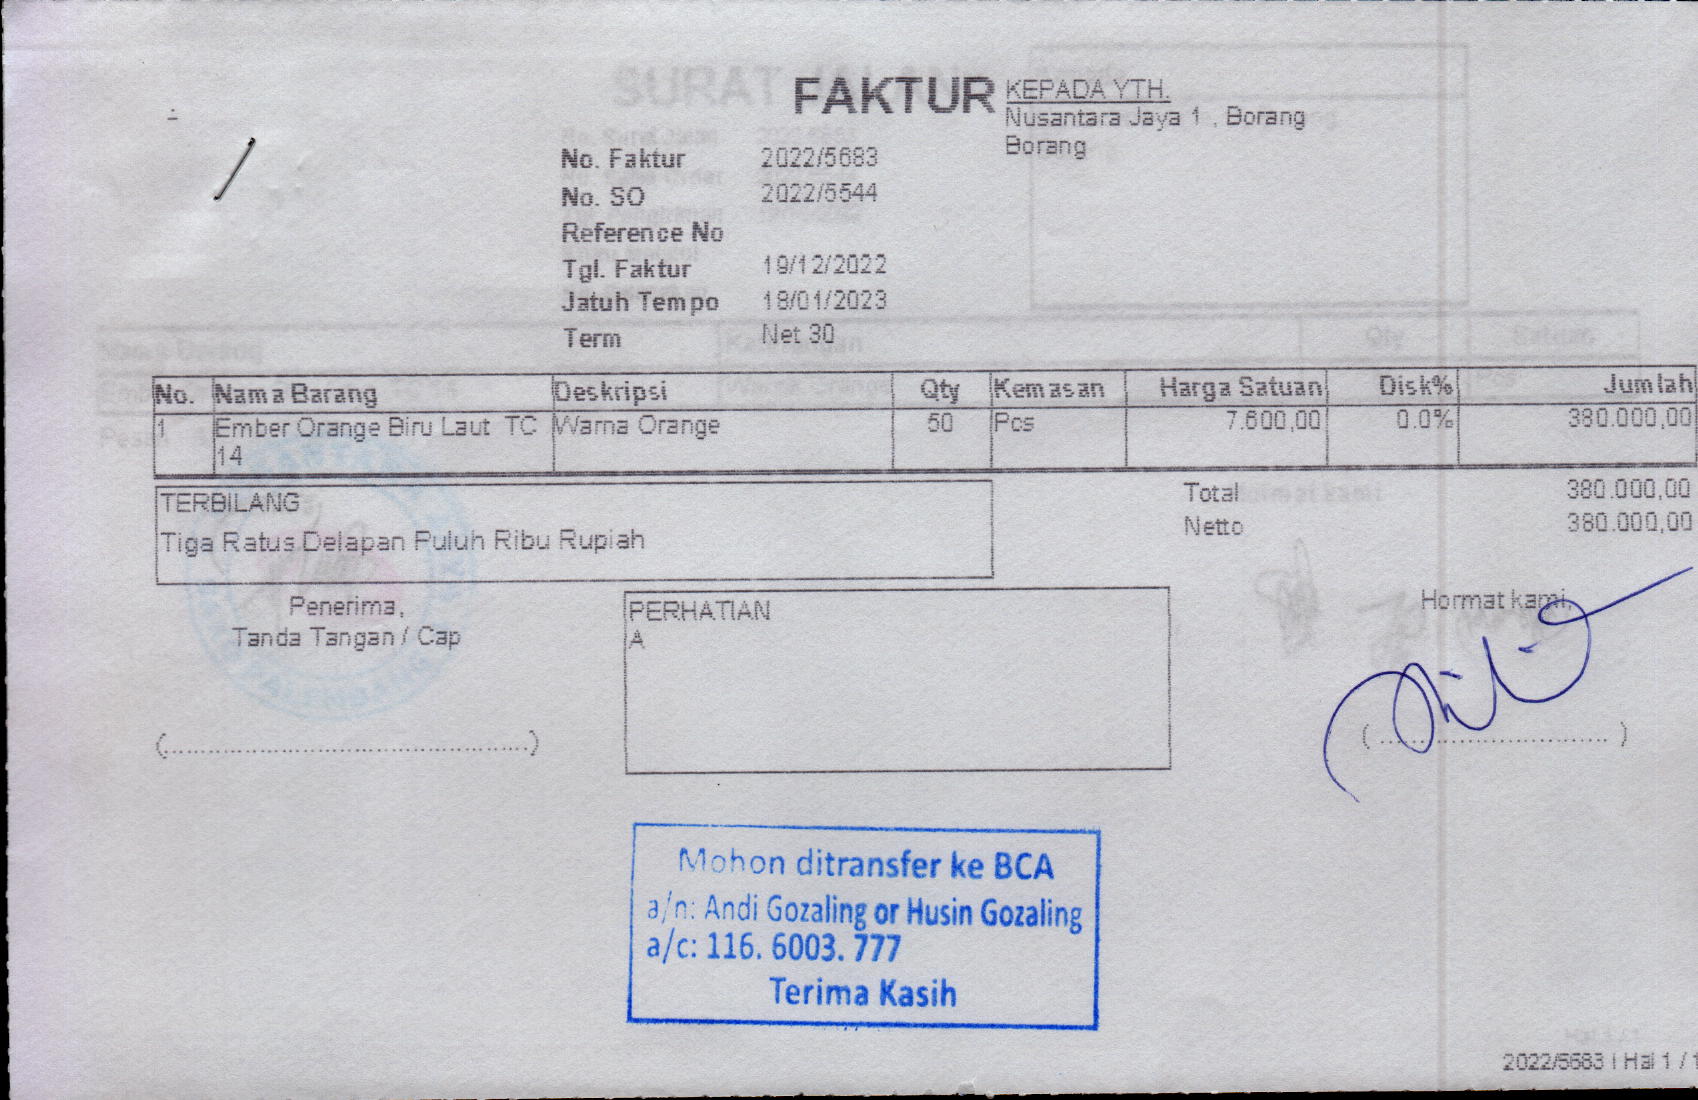 FAKTUR
KEPADA YTH.
Nusantara Jaya 1 , Borang
Borang
No. Faktur 2022/5683
No. SO 2022/5544
Reference No
Tgl. Faktur 19/12/2022
Jatuh Tempo 18/01/2023
Term Net 30
No. Nama Barang Deskripsi Qty Kemasan Harga Satuan Disk% Jumlah
1 Ember Orange Biru Laut TC Warna Orange 50 Pcs 7.600,00 0.0% 380.000,00
14
TERBILANG
Tiga Ratus Delapan Puluh Ribu Rupiah
Total 380.000,00
Netto 380.000,00
Penerima,
Tanda Tangan / Cap
PERHATIAN
A
Hormat kami,
Mohon ditransfer ke BCA
a/n: Andi Gozaling or Husin Gozaling
a/c: 116. 6003. 777
Terima Kasih
2022/5683 | Hal 1 / 1